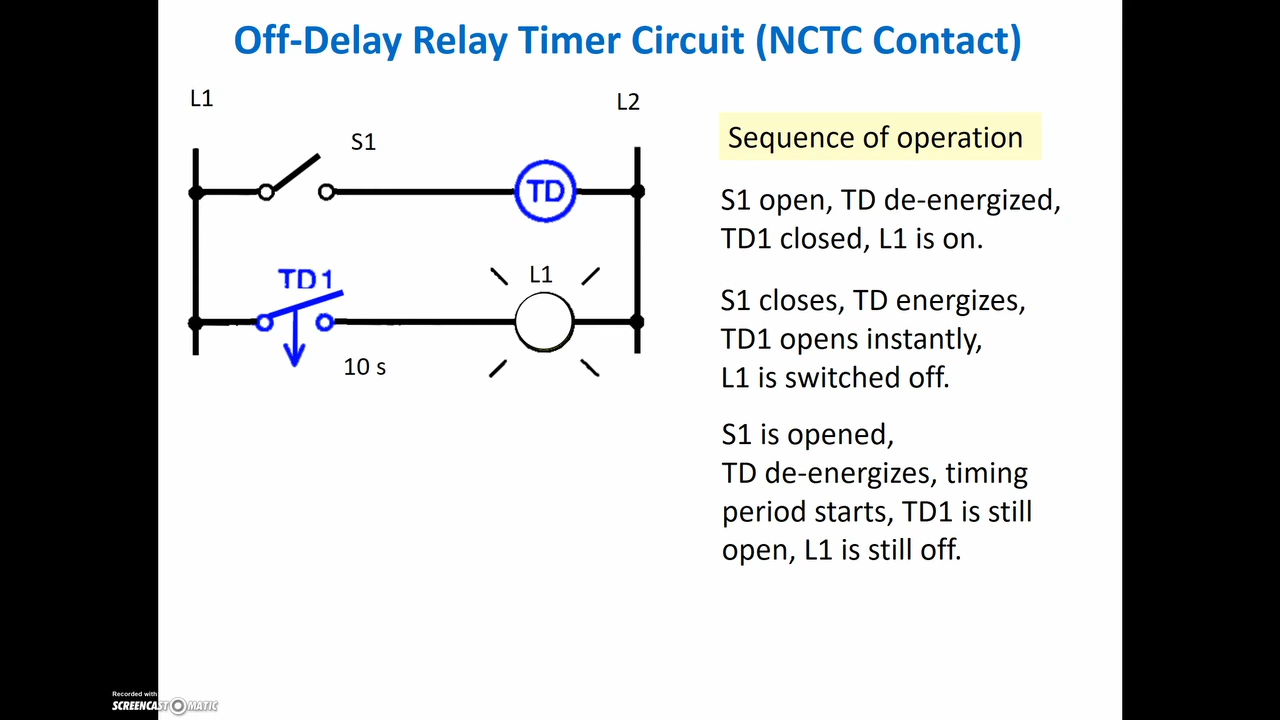 Off-Delay Relay Timer Circuit (NCTC Contact)
L1
L2
S1
TD
TD1
L1
10 s
Sequence of operation
S1 open, TD de-energized,
TD1 closed, L1 is on.
S1 closes, TD energizes,
TD1 opens instantly,
L1 is switched off.
S1 is opened,
TD de-energizes, timing
period starts, TD1 is still
open, L1 is still off.
Recorded with
SCREENCAST-O-MATIC